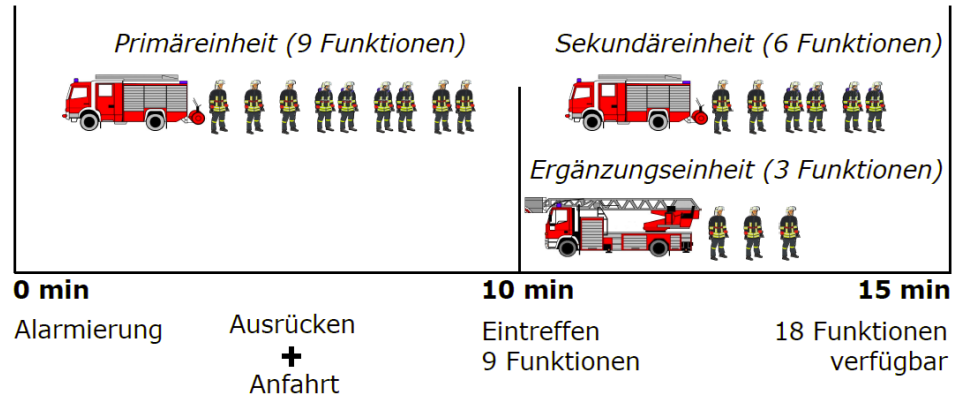 Primäreinheit (9 Funktionen)
Sekundäreinheit (6 Funktionen)
Ergänzungseinheit (3 Funktionen)
0 min
10 min
15 min
Alarmierung
Ausrücken
+
Anfahrt
Eintreffen
9 Funktionen
18 Funktionen
verfügbar